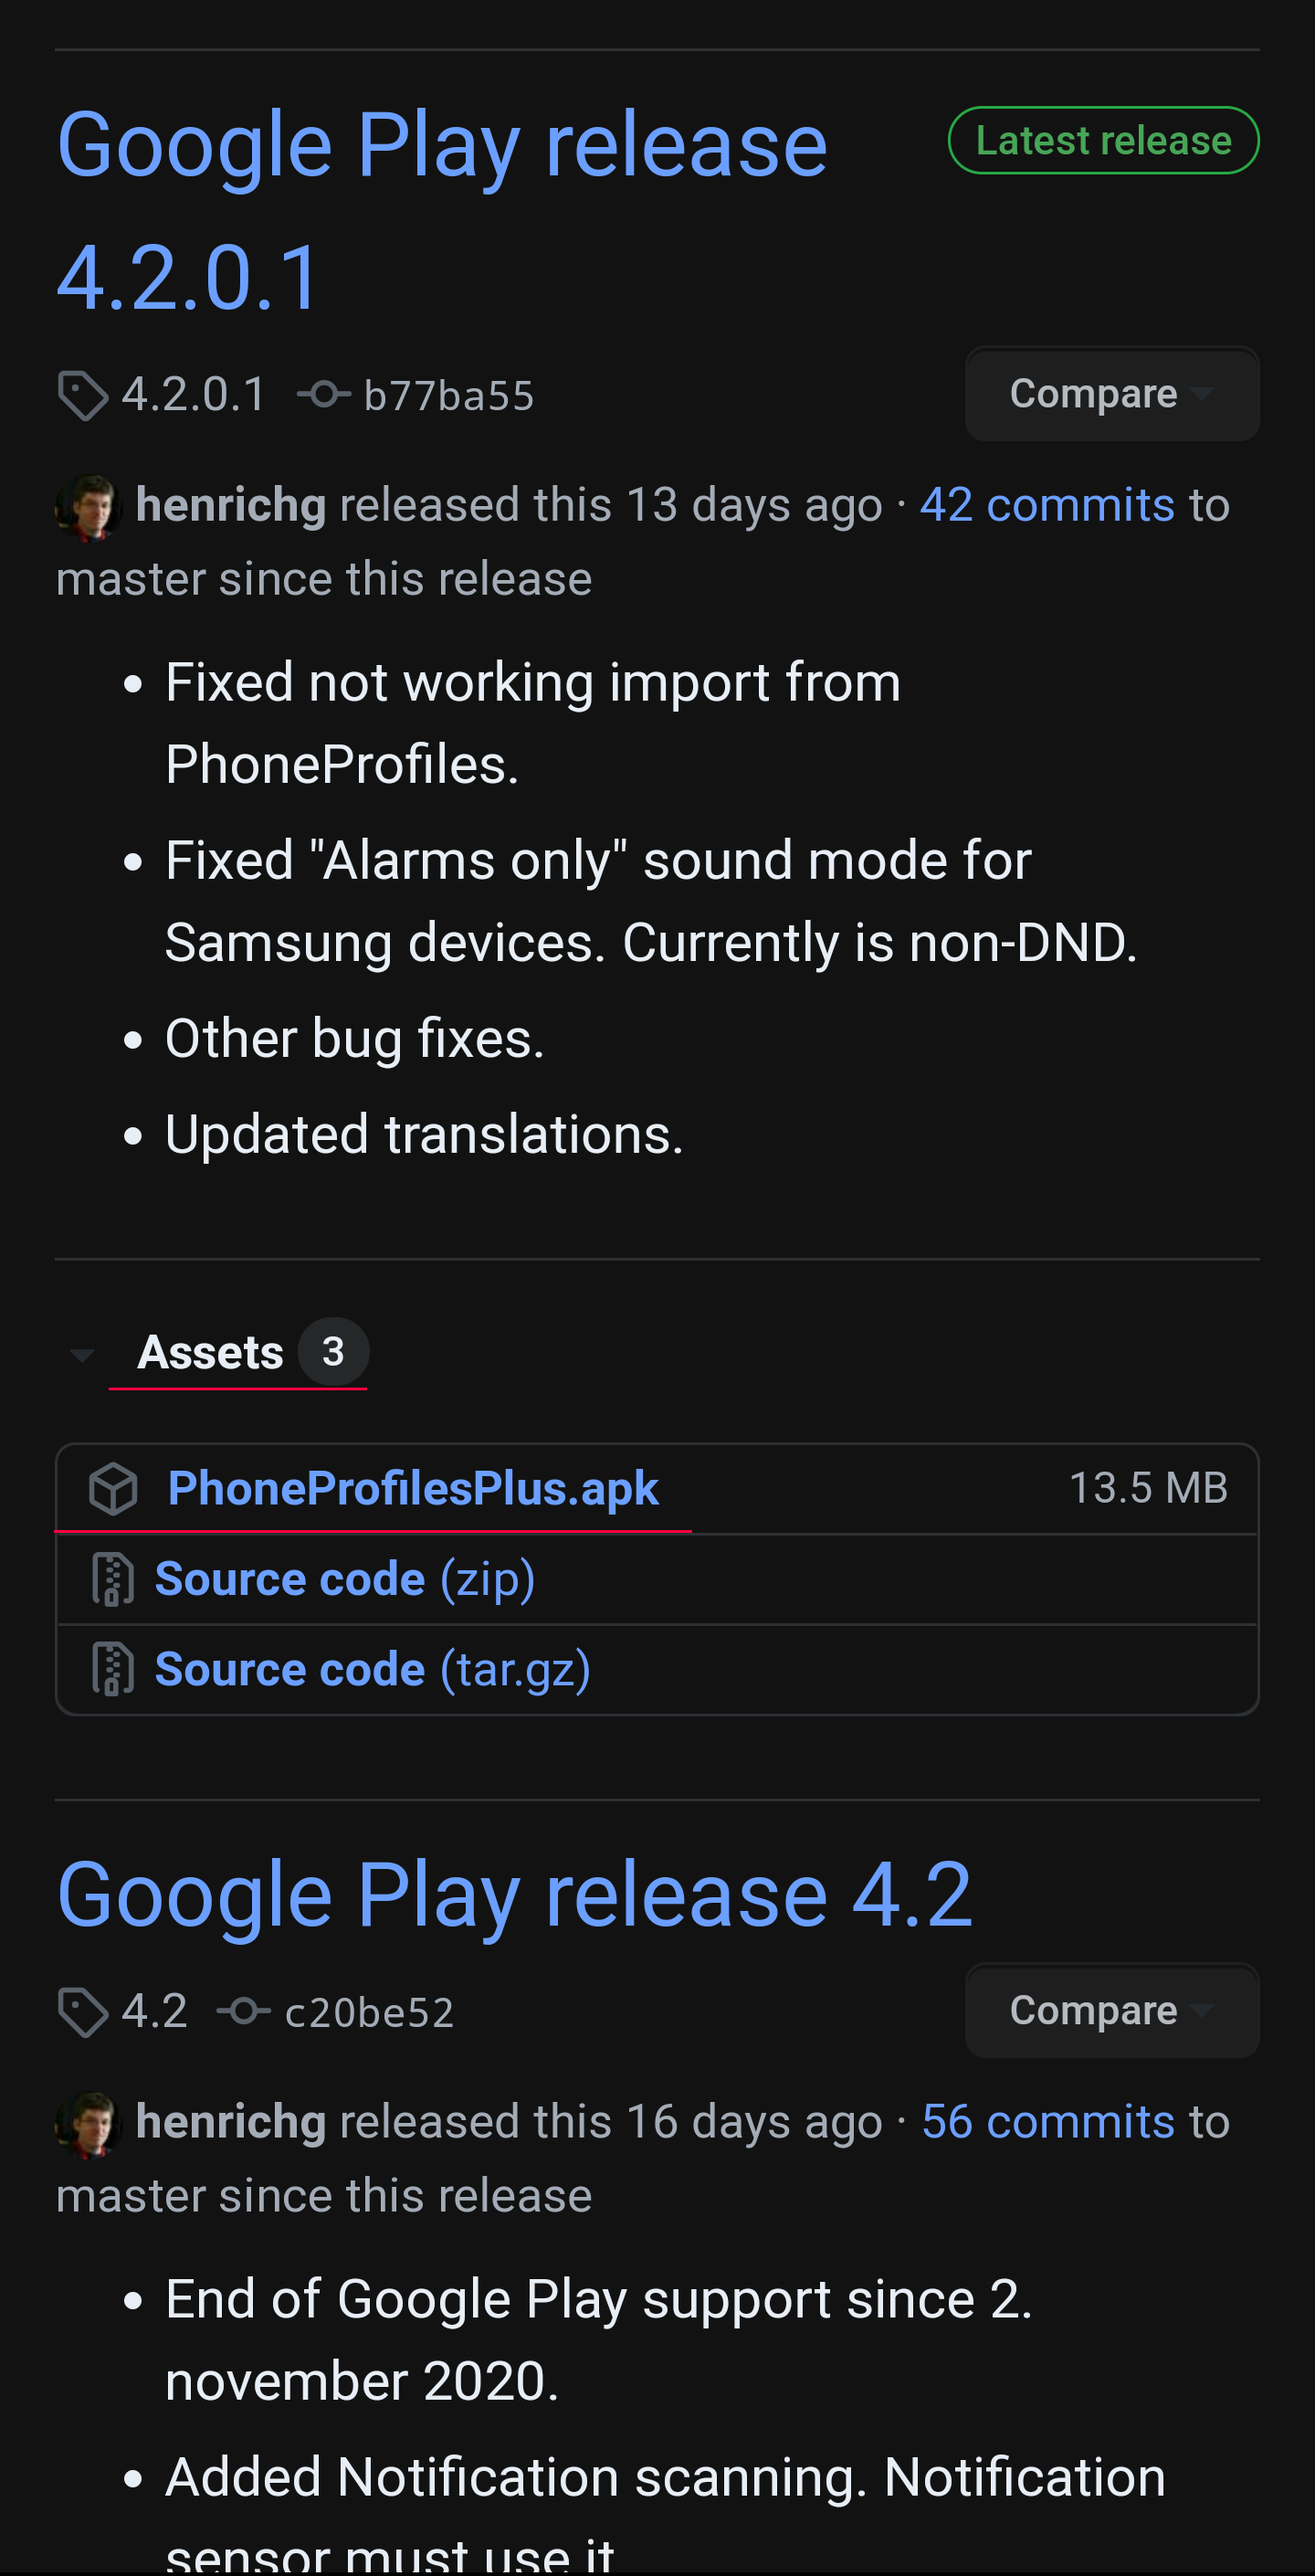 Google Play release
Latest release
4.2.0.1
4.2.0.1 b77ba55
Compare
henrichg released this 13 days ago · 42 commits to
master since this release
• Fixed not working import from
PhoneProfiles.
• Fixed "Alarms only" sound mode for
Samsung devices. Currently is non-DND.
• Other bug fixes.
• Updated translations.
Assets 3
PhoneProfilesPlus.apk 13.5 MB
Source code (zip)
Source code (tar.gz)
Google Play release 4.2
4.2 c20be52
Compare
henrichg released this 16 days ago · 56 commits to
master since this release
• End of Google Play support since 2.
november 2020.
• Added Notification scanning. Notification
sensor must use it